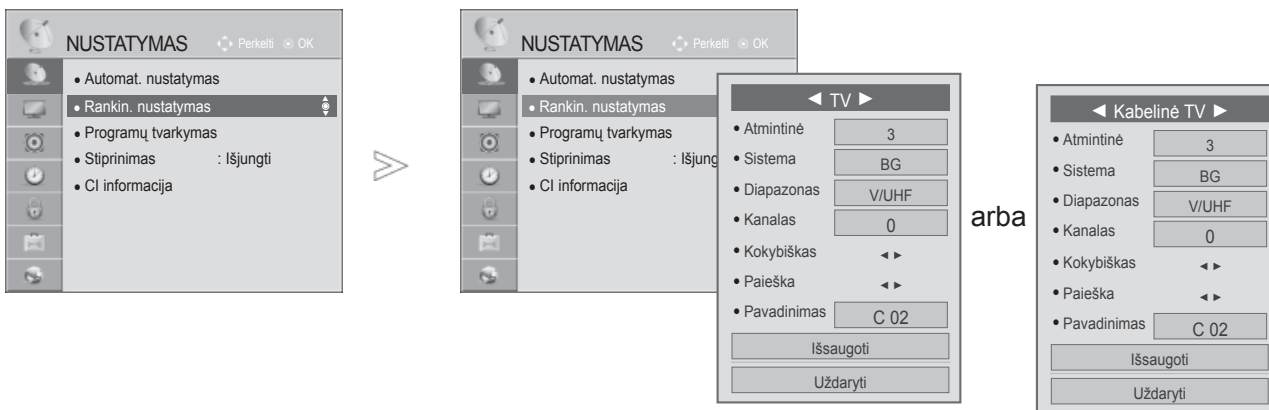 NUSTATYMAS Perkelti OK
• Automat. nustatymas
• Rankin. nustatymas
• Programų tvarkymas
• Stiprinimas : Išjungti
• CI informacija
NUSTATYMAS Perkelti OK
• Automat. nustatymas
• Rankin. nustatymas
• Programų tvarkymas
• Stiprinimas : Išjung
• CI informacija
◄ TV ►
• Atmintinė 3
• Sistema BG
• Diapazonas V/UHF
• Kanalas 0
• Kokybiškas ◄ ►
• Paieška ◄ ►
• Pavadinimas C 02
Išsaugoti
Uždaryti
arba
◄ Kabelinė TV ►
• Atmintinė 3
• Sistema BG
• Diapazonas V/UHF
• Kanalas 0
• Kokybiškas ◄ ►
• Paieška ◄ ►
• Pavadinimas C 02
Išsaugoti
Uždaryti